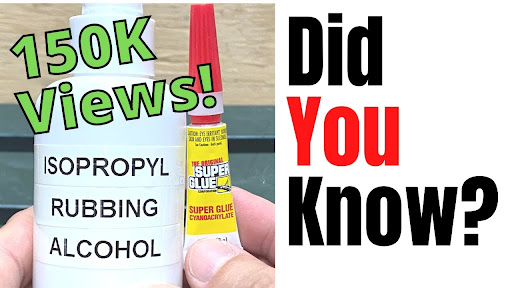 150K
Views!
ISOPROPYL
RUBBING
ALCOHOL
THE ORIGINAL
SUPER
GLUE
SUPER GLUE
CYANOACRYLATE
Did
You
Know?